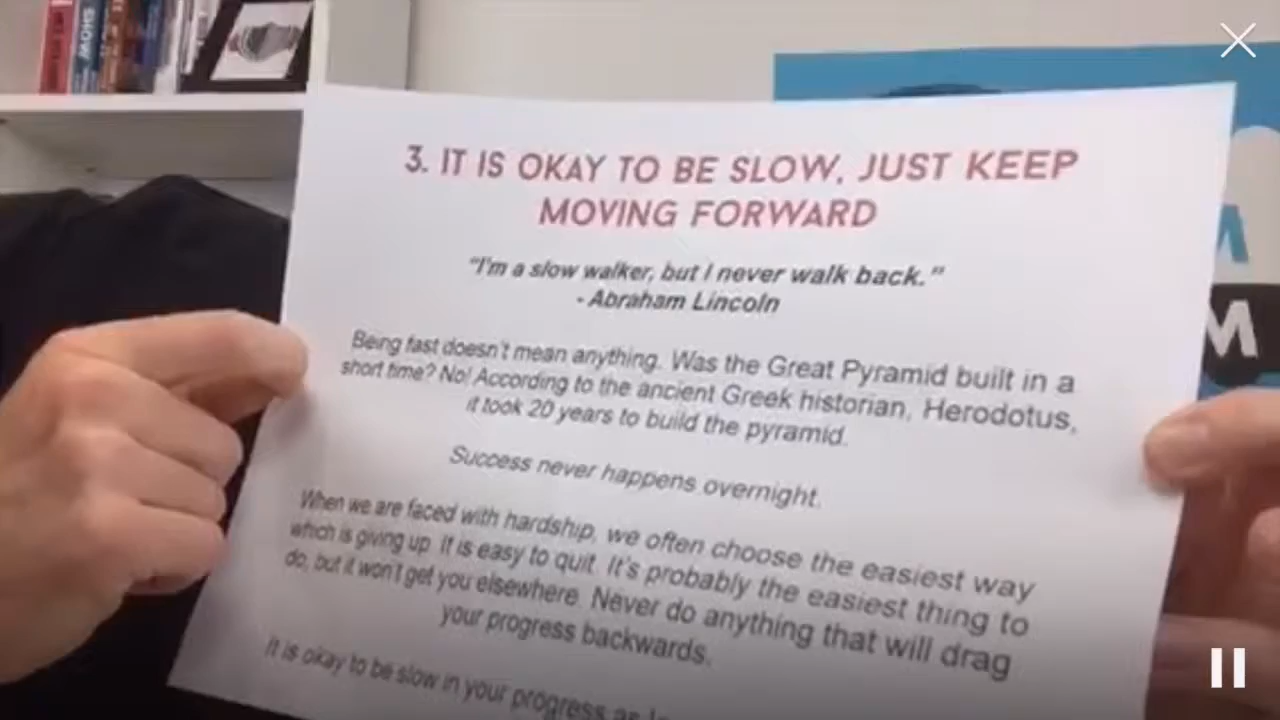 SHOW
3. IT IS OKAY TO BE SLOW, JUST KEEP
MOVING FORWARD
"I'm a slow walker, but I never walk back."
- Abraham Lincoln
Being fast doesn't mean anything. Was the Great Pyramid built in a
short time? No! According to the ancient Greek historian, Herodotus,
it took 20 years to build the pyramid.
Success never happens overnight.
When we are faced with hardship, we often choose the easiest way
which is giving up. It is easy to quit. It's probably the easiest thing to
do, but it won't get you elsewhere. Never do anything that will drag
your progress backwards.
It is okay to be slow in your progress as
M
M